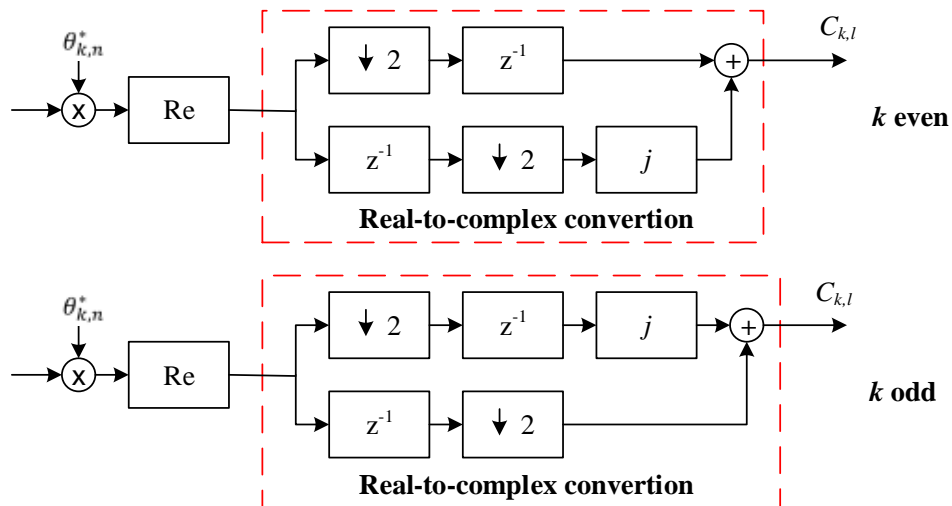 θ*k,n
x
Re
↓ 2
z-1
+
Ck,l
z-1
↓ 2
j
k even
Real-to-complex convertion
θ*k,n
x
Re
↓ 2
z-1
j
+
Ck,l
z-1
↓ 2
k odd
Real-to-complex convertion